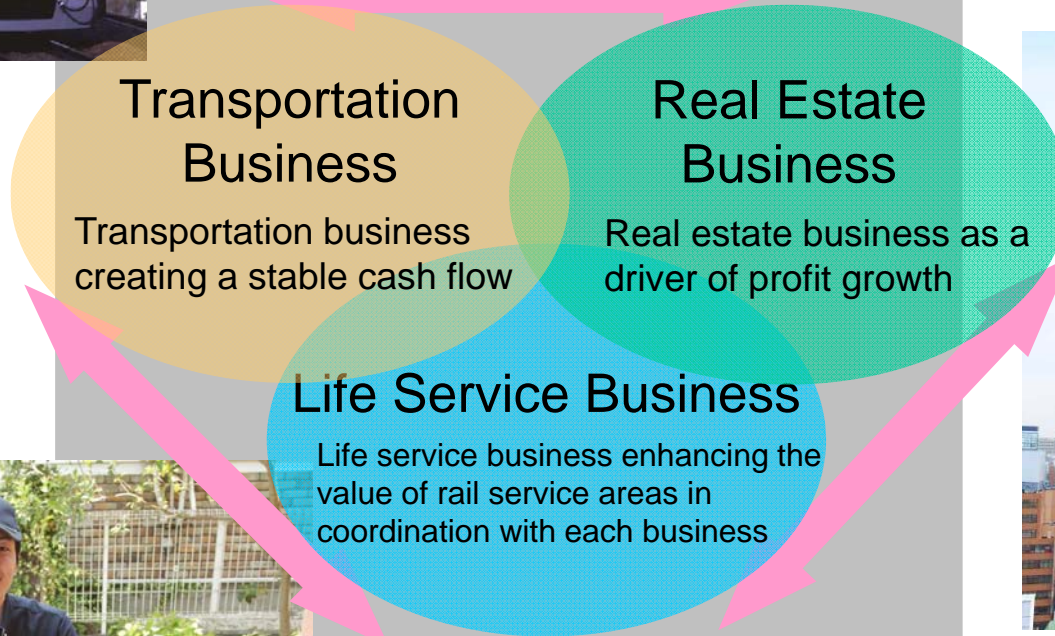 Transportation
Business
Transportation business
creating a stable cash flow
Real Estate
Business
Real estate business as a
driver of profit growth
Life Service Business
Life service business enhancing the
value of rail service areas in
coordination with each business